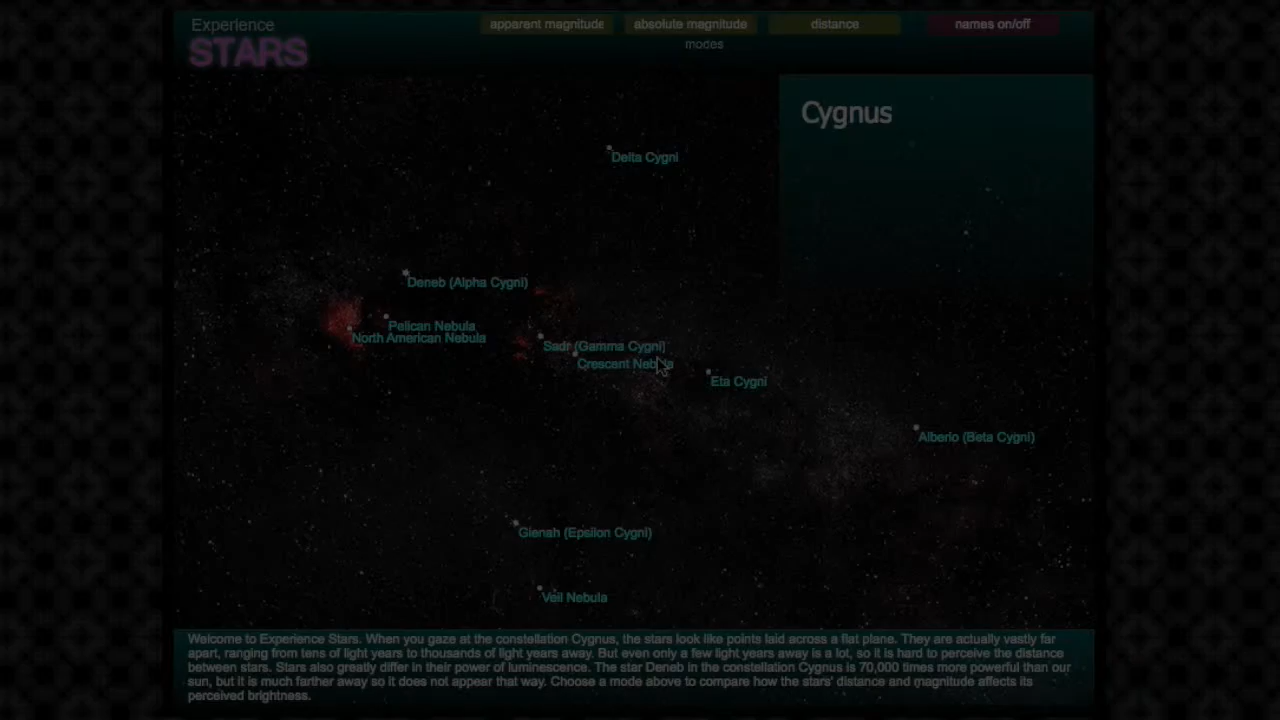 Experience
STARS
apparent magnitude
absolute magnitude
distance
names on/off
modes
Cygnus
Delta Cygni
Deneb (Alpha Cygni)
Pelican Nebula
North American Nebula
Sadr (Gamma Cygni)
Crescent Nebula
Eta Cygni
Alberio (Beta Cygni)
Gienah (Epsilon Cygni)
Veil Nebula
Welcome to Experience Stars. When you gaze at the constellation Cygnus, the stars look like points laid across a flat plane. They are actually vastly far
apart, ranging from tens of light years to thousands of light years away. But even only a few light years away is a lot, so it is hard to perceive the distance
between stars. Stars also greatly differ in their power of luminescence. The star Deneb in the constellation Cygnus is 70,000 times more powerful than our
sun, but it is much farther away so it does not appear that way. Choose a mode above to compare how the stars' distance and magnitude affects its
perceived brightness.